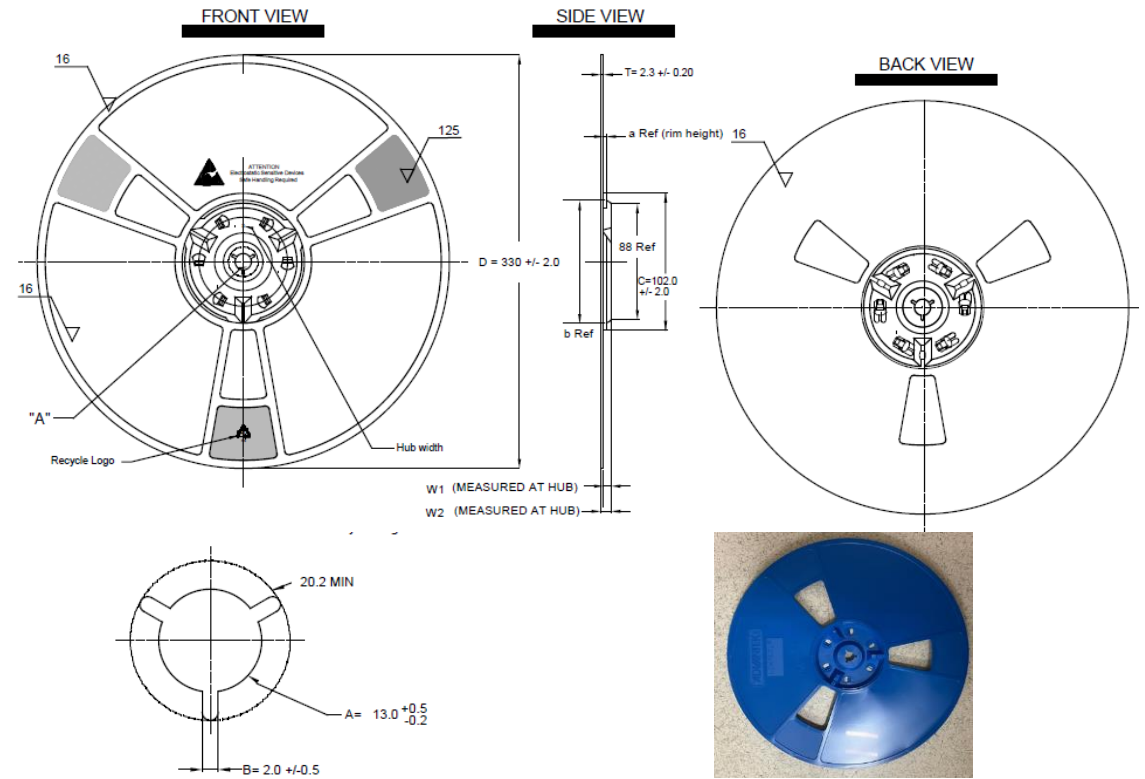 FRONT VIEW
SIDE VIEW
BACK VIEW
16
125
ATTENTION
Electrostatic Sensitive Devices
Safe Handling Required
16
"A"
Recycle Logo
Hub width
D = 330 +/- 2.0
T= 2.3 +/- 0.20
a Ref (rim height)
88 Ref
C=102.0
+/- 2.0
b Ref
W1 (MEASURED AT HUB)
W2 (MEASURED AT HUB)
16
20.2 MIN
A= 13.0 +0.5
-0.2
B= 2.0 +/-0.5